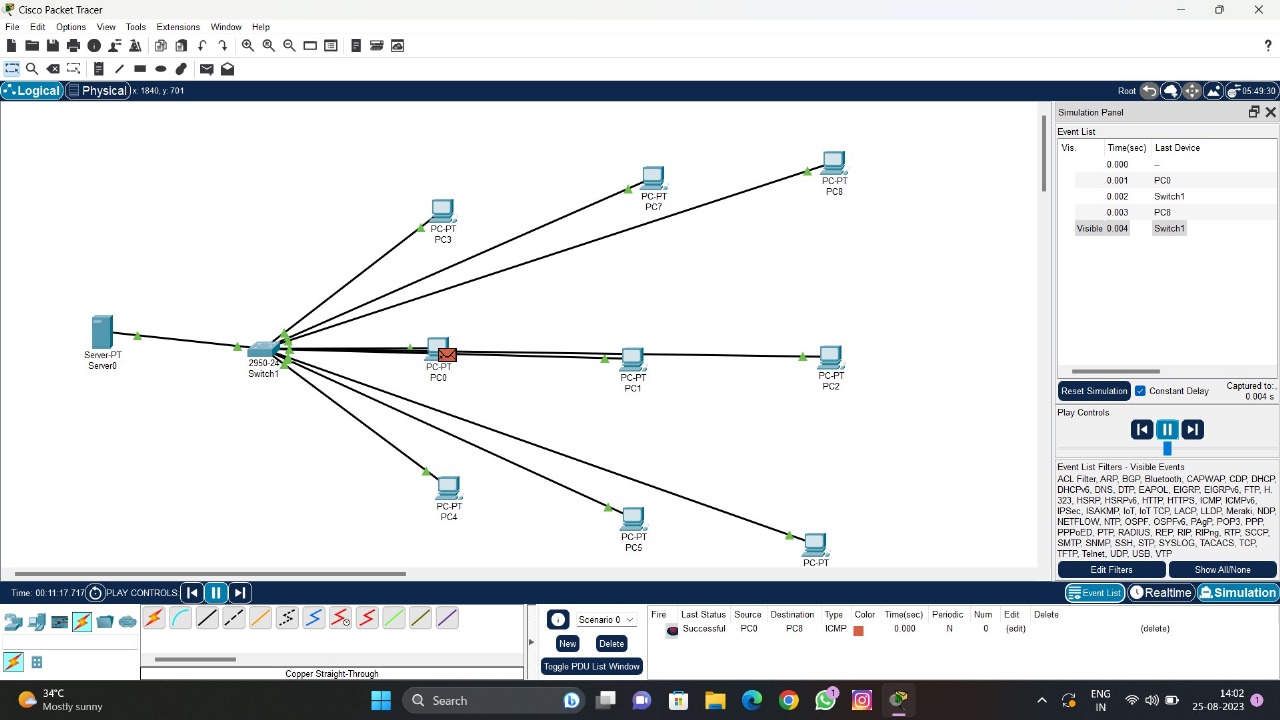 Cisco Packet Tracer
File Edit Options View Tools Extensions Window Help
?
Logical Physical x: 1840, y: 701 Root 05:49:30
Simulation Panel
Event List
Vis. Time(sec) Last Device
0.000 --
0.001 PC0
0.002 Switch1
0.003 PC8
Visible 0.004 Switch1
Reset Simulation Constant Delay Captured to:
0.004 s
Play Controls
Event List Filters - Visible Events
ACL Filter, ARP, BGP, Bluetooth, CAPWAP, CDP, DHCP,
DHCPv6, DNS, DTP, EAPOL, EIGRP, EIGRPv6, FTP, H.
323, HSRP, HSRPv6, HTTP, HTTPS, ICMP, ICMPv6,
IPSec, ISAKMP, IoT, IoT TCP, LACP, LLDP, Meraki, NDP,
NETFLOW, NTP, OSPF, OSPFv6, PAgP, POP3, PPP,
PPPoED, PTP, RADIUS, REP, RIP, RIPng, RTP, SCCP,
SMTP, SNMP, SSH, STP, SYSLOG, TACACS, TCP,
TFTP, Telnet, UDP, USB, VTP
Edit Filters Show All/None
PC-PT
PC8
PC-PT
PC7
PC-PT
PC3
Server-PT
Server0
2950-24
Switch1
PC-PT
PC0
PC-PT
PC1
PC-PT
PC2
PC-PT
PC4
PC-PT
PC5
PC-PT
Time: 00:11:17.717 PLAY CONTROLS: Event List Realtime Simulation
Scenario 0
New Delete
Toggle PDU List Window
Fire Last Status Source Destination Type Color Time(sec) Periodic Num Edit Delete
Successful PC0 PC8 ICMP 0.000 N 0 (edit) (delete)
Copper Straight-Through
34°C
Mostly sunny
Search
1
ENG
IN
14:02
25-08-2023
1